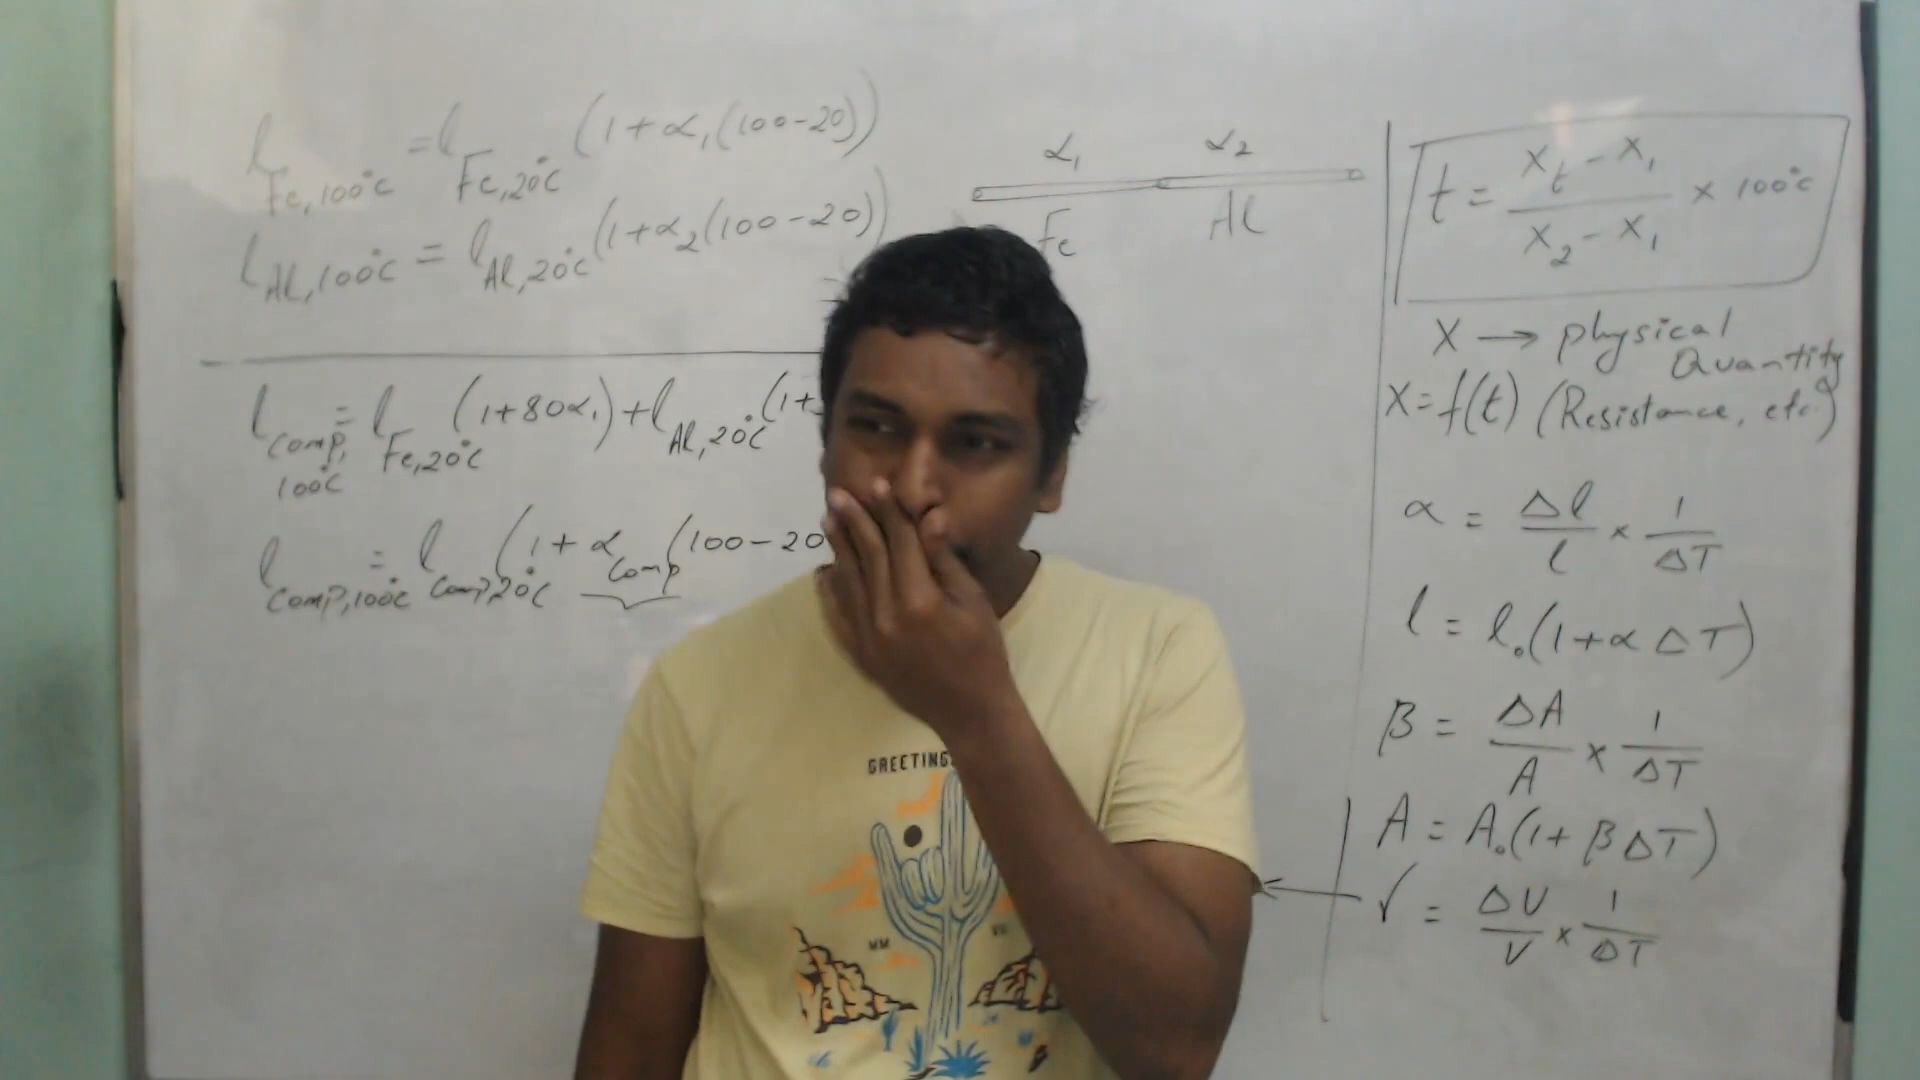 l Fe,100°C = l Fe,20°C (1+α₁(100-20))
l Al,100°C = l Al,20°C (1+α₂(100-20))
l comp, 100°C = l Fe,20°C (1+80α₁)+l Al,20°C (1+
l comp,100°C = l comp,20°C (1+α comp (100-20
α₁ α₂
Fe Al
GREETINGS
MM
t = (Xt - X₁)/(X₂ - X₁) × 100°C
X → physical
Quantity
X=f(t) (Resistance, etc.)
α = Δl/l × 1/ΔT
l = l₀(1+αΔT)
β = ΔA/A × 1/ΔT
A = A₀(1+βΔT)
γ = ΔV/V × 1/ΔT